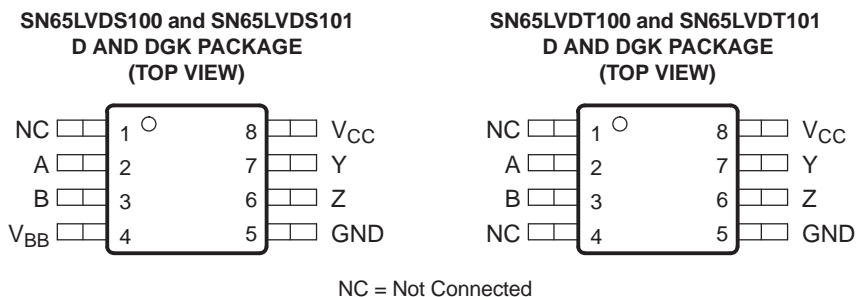 SN65LVDS100 and SN65LVDS101
D AND DGK PACKAGE
(TOP VIEW)
NC 1 8 VCC
A 2 7 Y
B 3 6 Z
VBB 4 5 GND
SN65LVDT100 and SN65LVDT101
D AND DGK PACKAGE
(TOP VIEW)
NC 1 8 VCC
A 2 7 Y
B 3 6 Z
NC 4 5 GND
NC = Not Connected